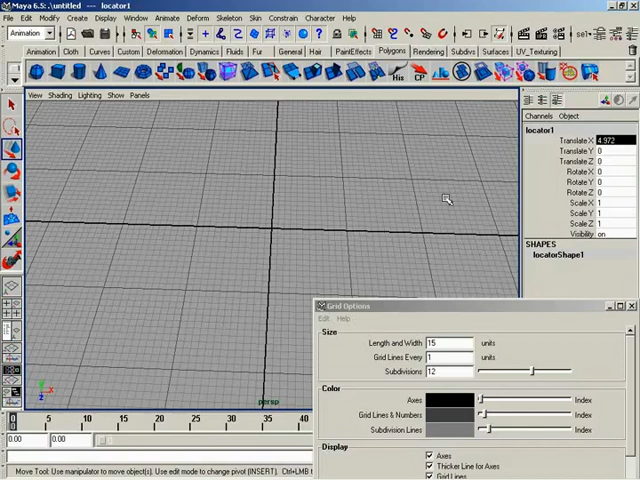 Maya 6.5: .\untitled --- locator1
File Edit Modify Create Display Window Animate Deform Skeleton Skin Constrain Character Help
Animation sel
Animation Cloth Curves Custom Deformation Dynamics Fur General Hair PaintEffects Polygons Rendering Subdivs Surfaces UV_Texturing
His CP
View Shading Lighting Show Panels
Channels Object
locator1
Translate X 4.972
Translate Y 0
Translate Z 0
Rotate X 0
Rotate Y 0
Rotate Z 0
Scale X 1
Scale Y 1
Scale Z 1
Visibility on
SHAPES
locatorShape1
Grid Options
Edit Help
Size
Length and Width 15 units
Grid Lines Every 1 units
Subdivisions 12
Color
Axes Index
Grid Lines & Numbers Index
Subdivision Lines Index
Display
Axes
Thicker Line for Axes
Grid Lines
persp
5 10 15 20 25 30 35 40
0.00 0.00
Move Tool: Use manipulator to move object(s). Use edit mode to change pivot (INSERT). Ctrl+LMB